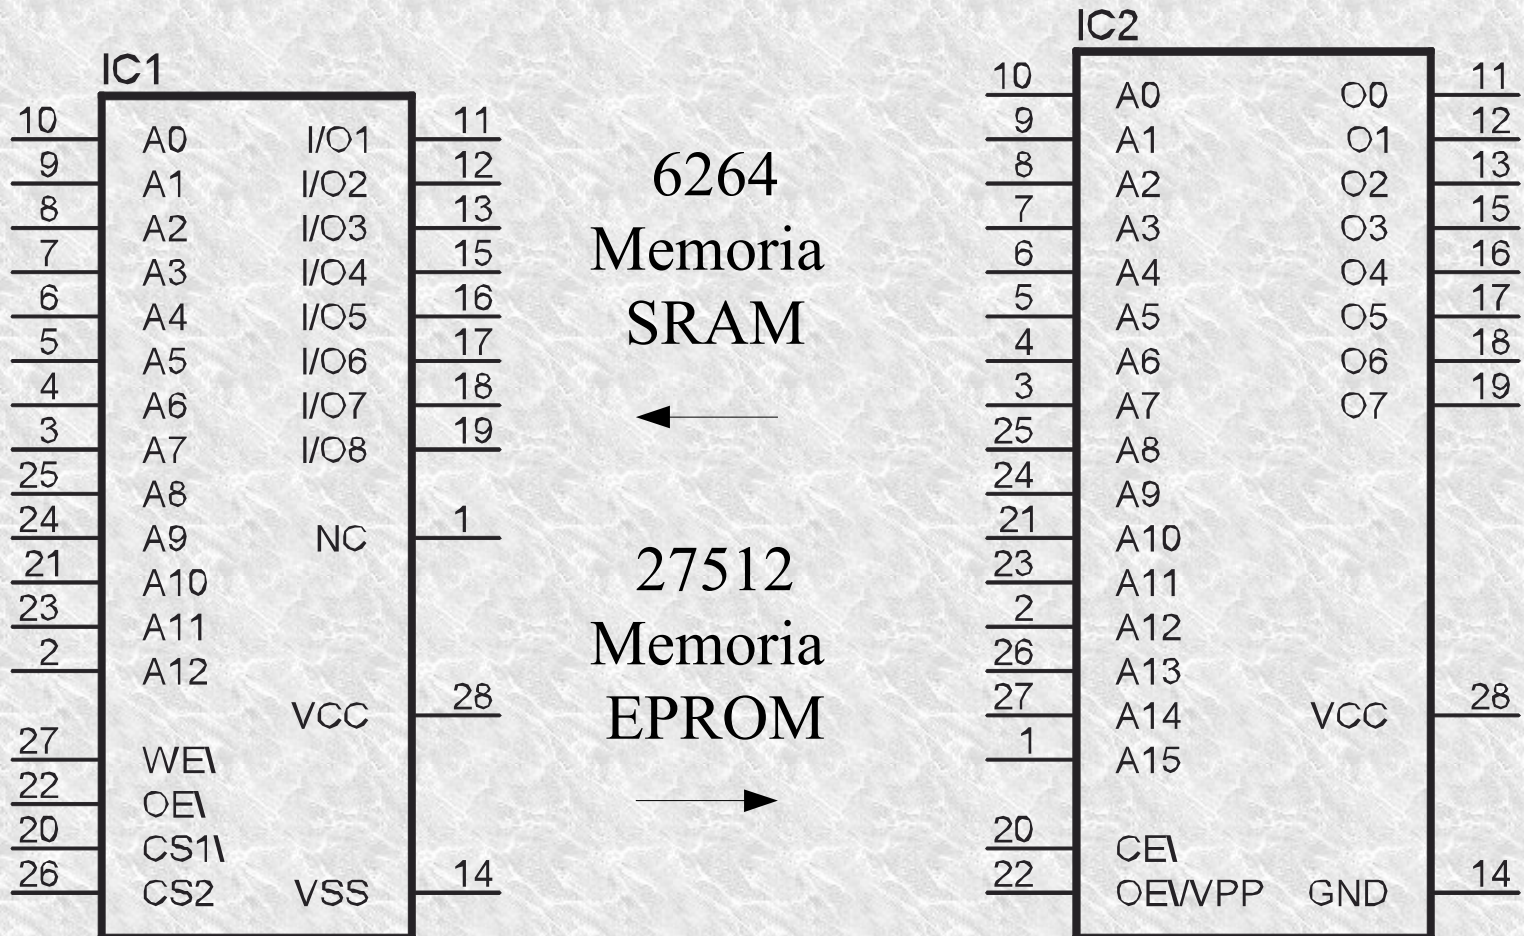 IC1
10 A0 I/O1 11
9 A1 I/O2 12
8 A2 I/O3 13
7 A3 I/O4 15
6 A4 I/O5 16
5 A5 I/O6 17
4 A6 I/O7 18
3 A7 I/O8 19
25 A8
24 A9 NC 1
21 A10
23 A11
2 A12
VCC 28
27 WE\
22 OE\
20 CS1\
26 CS2 VSS 14
6264
Memoria
SRAM
27512
Memoria
EPROM
IC2
10 A0 O0 11
9 A1 O1 12
8 A2 O2 13
7 A3 O3 15
6 A4 O4 16
5 A5 O5 17
4 A6 O6 18
3 A7 O7 19
25 A8
24 A9
21 A10
23 A11
2 A12
26 A13
27 A14 VCC 28
1 A15
20 CE\
22 OE\/VPP GND 14